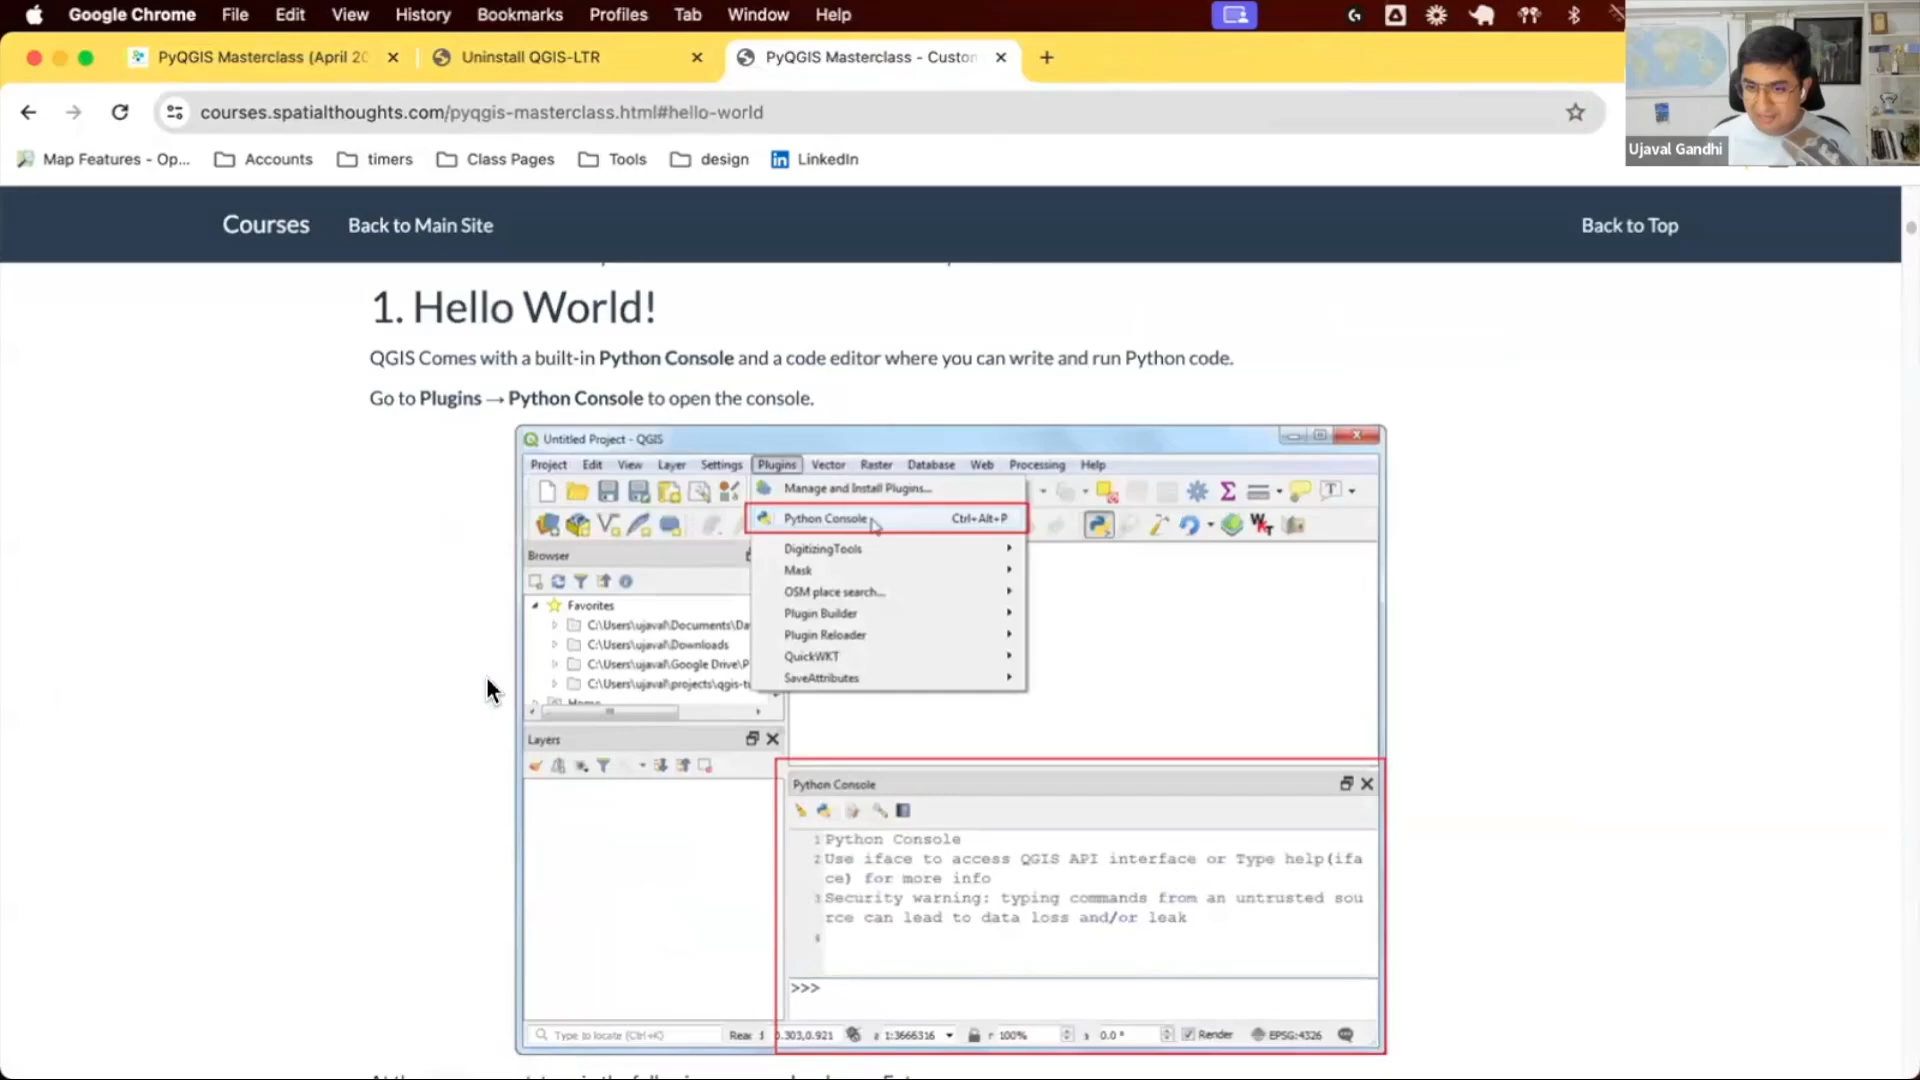 Google Chrome File Edit View History Bookmarks Profiles Tab Window Help
PyQGIS Masterclass (April 20
Uninstall QGIS-LTR
PyQGIS Masterclass - Custon
courses.spatialthoughts.com/pyqgis-masterclass.html#hello-world
Map Features - Op... Accounts timers Class Pages Tools design LinkedIn
Ujaval Gandhi
Courses Back to Main Site Back to Top
1. Hello World!
QGIS Comes with a built-in Python Console and a code editor where you can write and run Python code.
Go to Plugins → Python Console to open the console.
Untitled Project - QGIS
Project Edit View Layer Settings Plugins Vector Raster Database Web Processing Help
Manage and Install Plugins...
Python Console Ctrl+Alt+P
DigitizingTools
Mask
OSM place search...
Plugin Builder
Plugin Reloader
QuickWKT
SaveAttributes
Browser
Favorites
C:\Users\ujaval\Documents\Da
C:\Users\ujaval\Downloads
C:\Users\ujaval\Google Drive\P
C:\Users\ujaval\projects\qgis-tu
Home
Layers
Python Console
1 Python Console
2 Use iface to access QGIS API interface or Type help(ifa
ce) for more info
3 Security warning: typing commands from an untrusted sou
rce can lead to data loss and/or leak
>>>
Type to locate (Ctrl+K) 0.303,0.921 1:3666316 100% 0.0 ° Render EPSG:4326